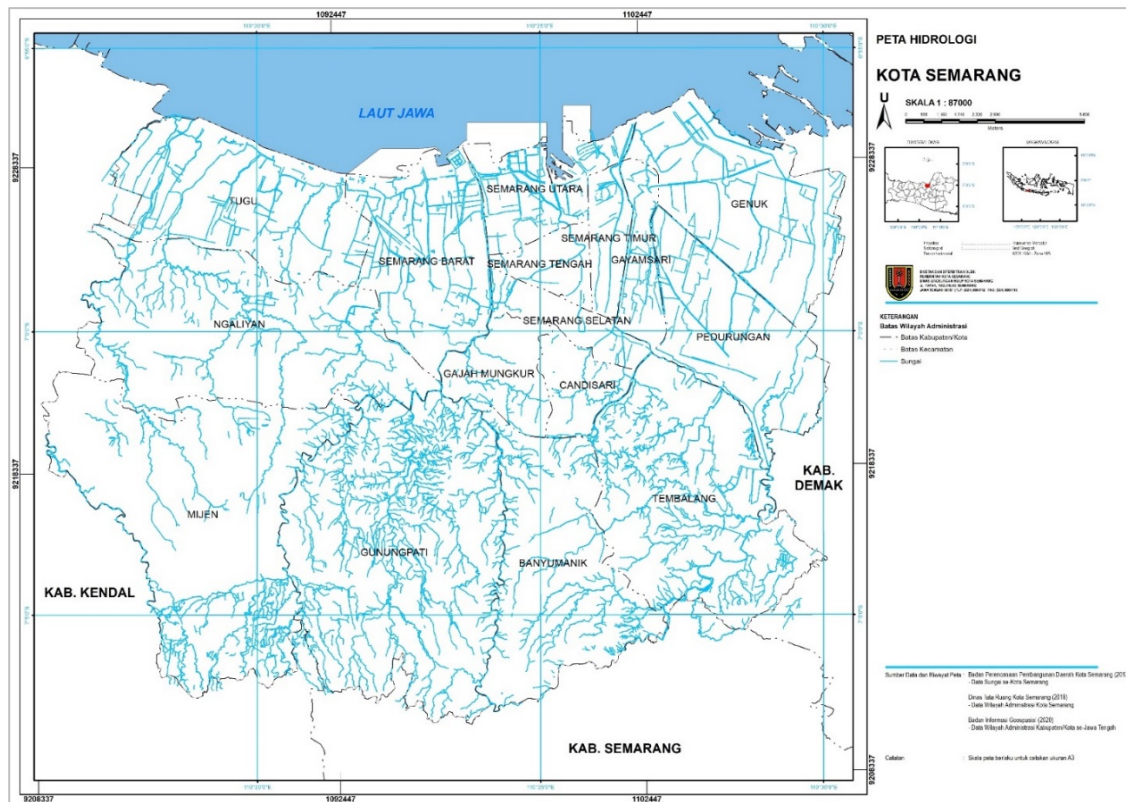 1092447
1102447
LAUT JAWA
9228337
9228337
TUGU
SEMARANG UTARA
GENUK
SEMARANG TIMUR
SEMARANG BARAT
SEMARANG TENGAH
GAYAMSARI
NGALIYAN
SEMARANG SELATAN
PEDURUNGAN
GAJAH MUNGKUR
CANDISARI
9218337
9218337
KAB.
DEMAK
MIJEN
TEMBALANG
GUNUNGPATI
BANYUMANIK
KAB. KENDAL
KAB. SEMARANG
9208337
9208337
1092447
1102447
PETA HIDROLOGI
KOTA SEMARANG
U
SKALA 1 : 87000
Meters
KETERANGAN
Batas Wilayah Administrasi
Batas Kabupaten/Kota
Batas Kecamatan
Sungai
Sumber Data dan Riwayat Peta :
Badan Perencanaan Pembangunan Daerah Kota Semarang
- Data Sungai se-Kota Semarang
Dinas Tata Ruang Kota Semarang (2018)
- Data Wilayah Administrasi Kota Semarang
Badan Informasi Geospasial (2020)
- Data Wilayah Administrasi Kabupaten/Kota se-Jawa Tengah
Catatan : Skala peta berlaku untuk cetakan ukuran A3